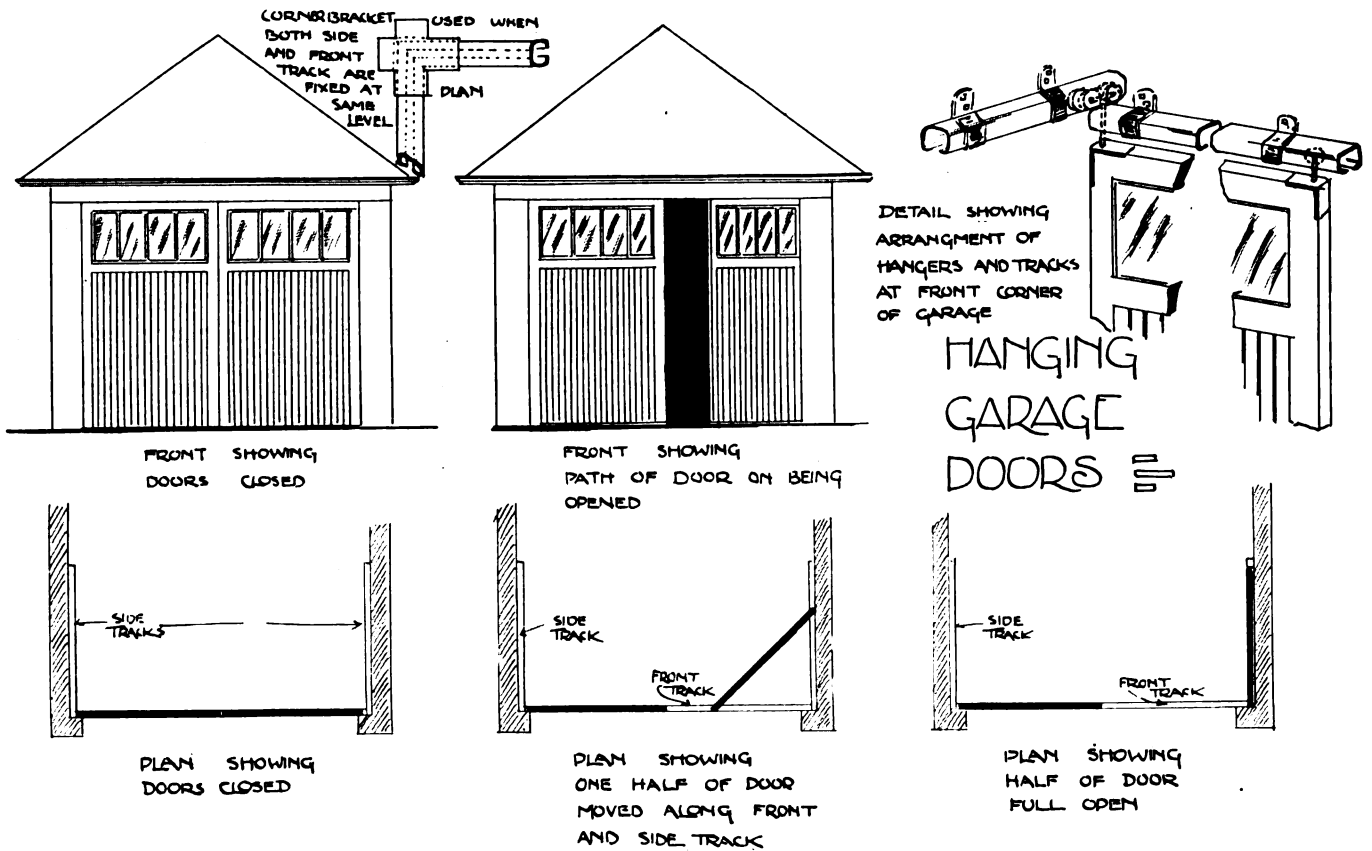 CORNER BRACKET USED WHEN
BOTH SIDE
AND FRONT
TRACK ARE
FIXED AT
SAME
LEVEL
PLAN
DETAIL SHOWING
ARRANGMENT OF
HANGERS AND TRACKS
AT FRONT CORNER
OF GARAGE
HANGING
GARAGE
DOORS
FRONT SHOWING
DOORS CLOSED
FRONT SHOWING
PATH OF DOOR ON BEING
OPENED
SIDE
TRACKS
SIDE
TRACK
FRONT
TRACK
SIDE
TRACK
FRONT
TRACK
PLAN SHOWING
DOORS CLOSED
PLAN SHOWING
ONE HALF OF DOOR
MOVED ALONG FRONT
AND SIDE TRACK
PLAN SHOWING
HALF OF DOOR
FULL OPEN